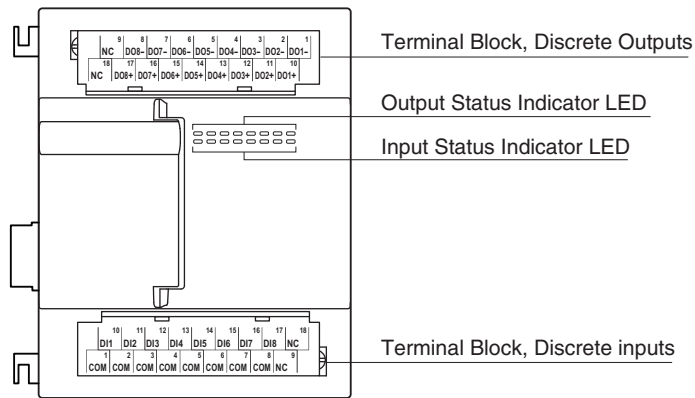 9 8 7 6 5 4 3 2 1
NC DO8– DO7– DO6– DO5– DO4– DO3– DO2– DO1–
Terminal Block, Discrete Outputs
18 17 16 15 14 13 12 11 10
NC DO8+ DO7+ DO6+ DO5+ DO4+ DO3+ DO2+ DO1+
Output Status Indicator LED
Input Status Indicator LED
10 11 12 13 14 15 16 17 18
DI1 DI2 DI3 DI4 DI5 DI6 DI7 DI8 NC
Terminal Block, Discrete inputs
1 2 3 4 5 6 7 8 9
COM COM COM COM COM COM COM COM NC